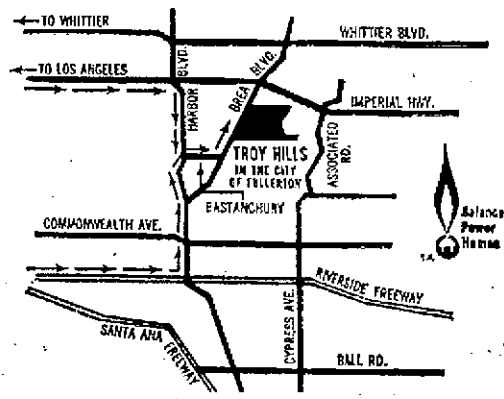 TO WHITTIER
WHITTIER BLVD.
TO LOS ANGELES
BLVD.
HARBOR
BREA BLVD.
IMPERIAL HWY.
TROY HILLS
IN THE CITY
OF FULLERTON
ASSOCIATED
RD.
BASTANCHURY
COMMONWEALTH AVE.
Balance
Power
Homes
RIVERSIDE FREEWAY
SANTA ANA
FREEWAY
CYPRESS AVE.
BALL RD.